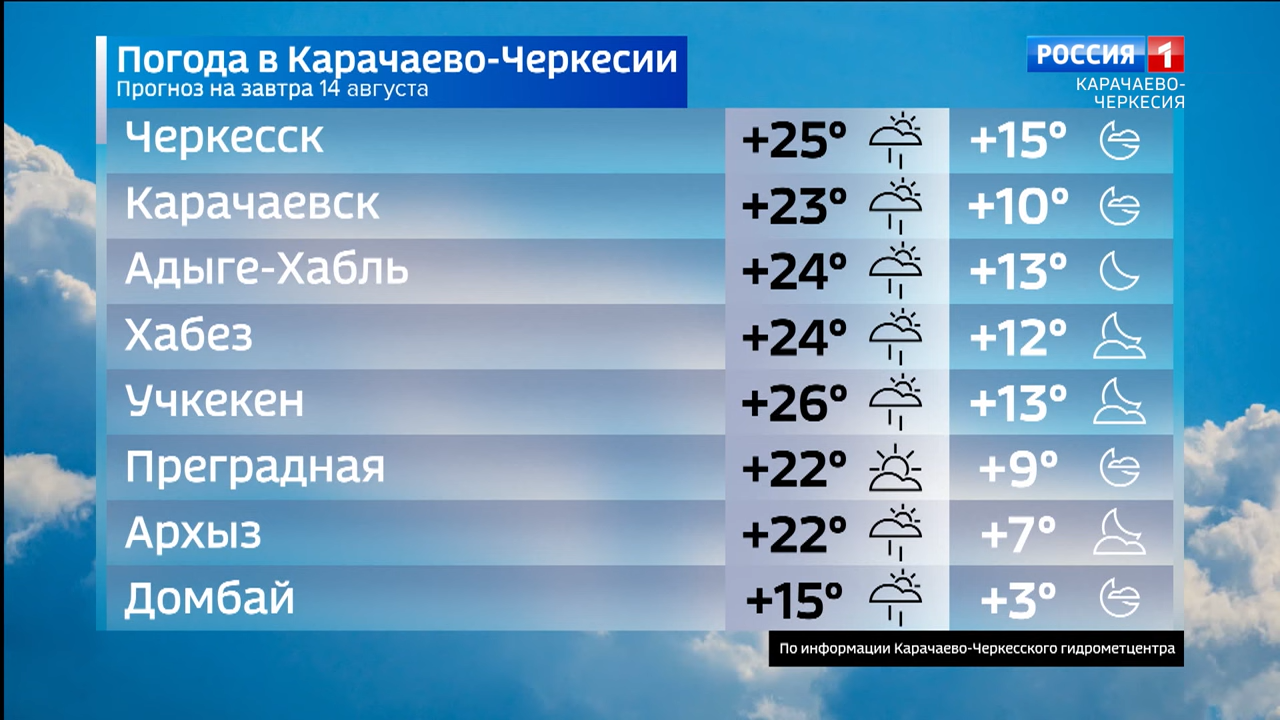 Погода в Карачаево-Черкесии
Прогноз на завтра 14 августа
РОССИЯ 1
КАРАЧАЕВО-
ЧЕРКЕСИЯ
Черкесск +25° +15°
Карачаевск +23° +10°
Адыге-Хабль +24° +13°
Хабез +24° +12°
Учкекен +26° +13°
Преградная +22° +9°
Архыз +22° +7°
Домбай +15° +3°
По информации Карачаево-Черкесского гидрометцентра